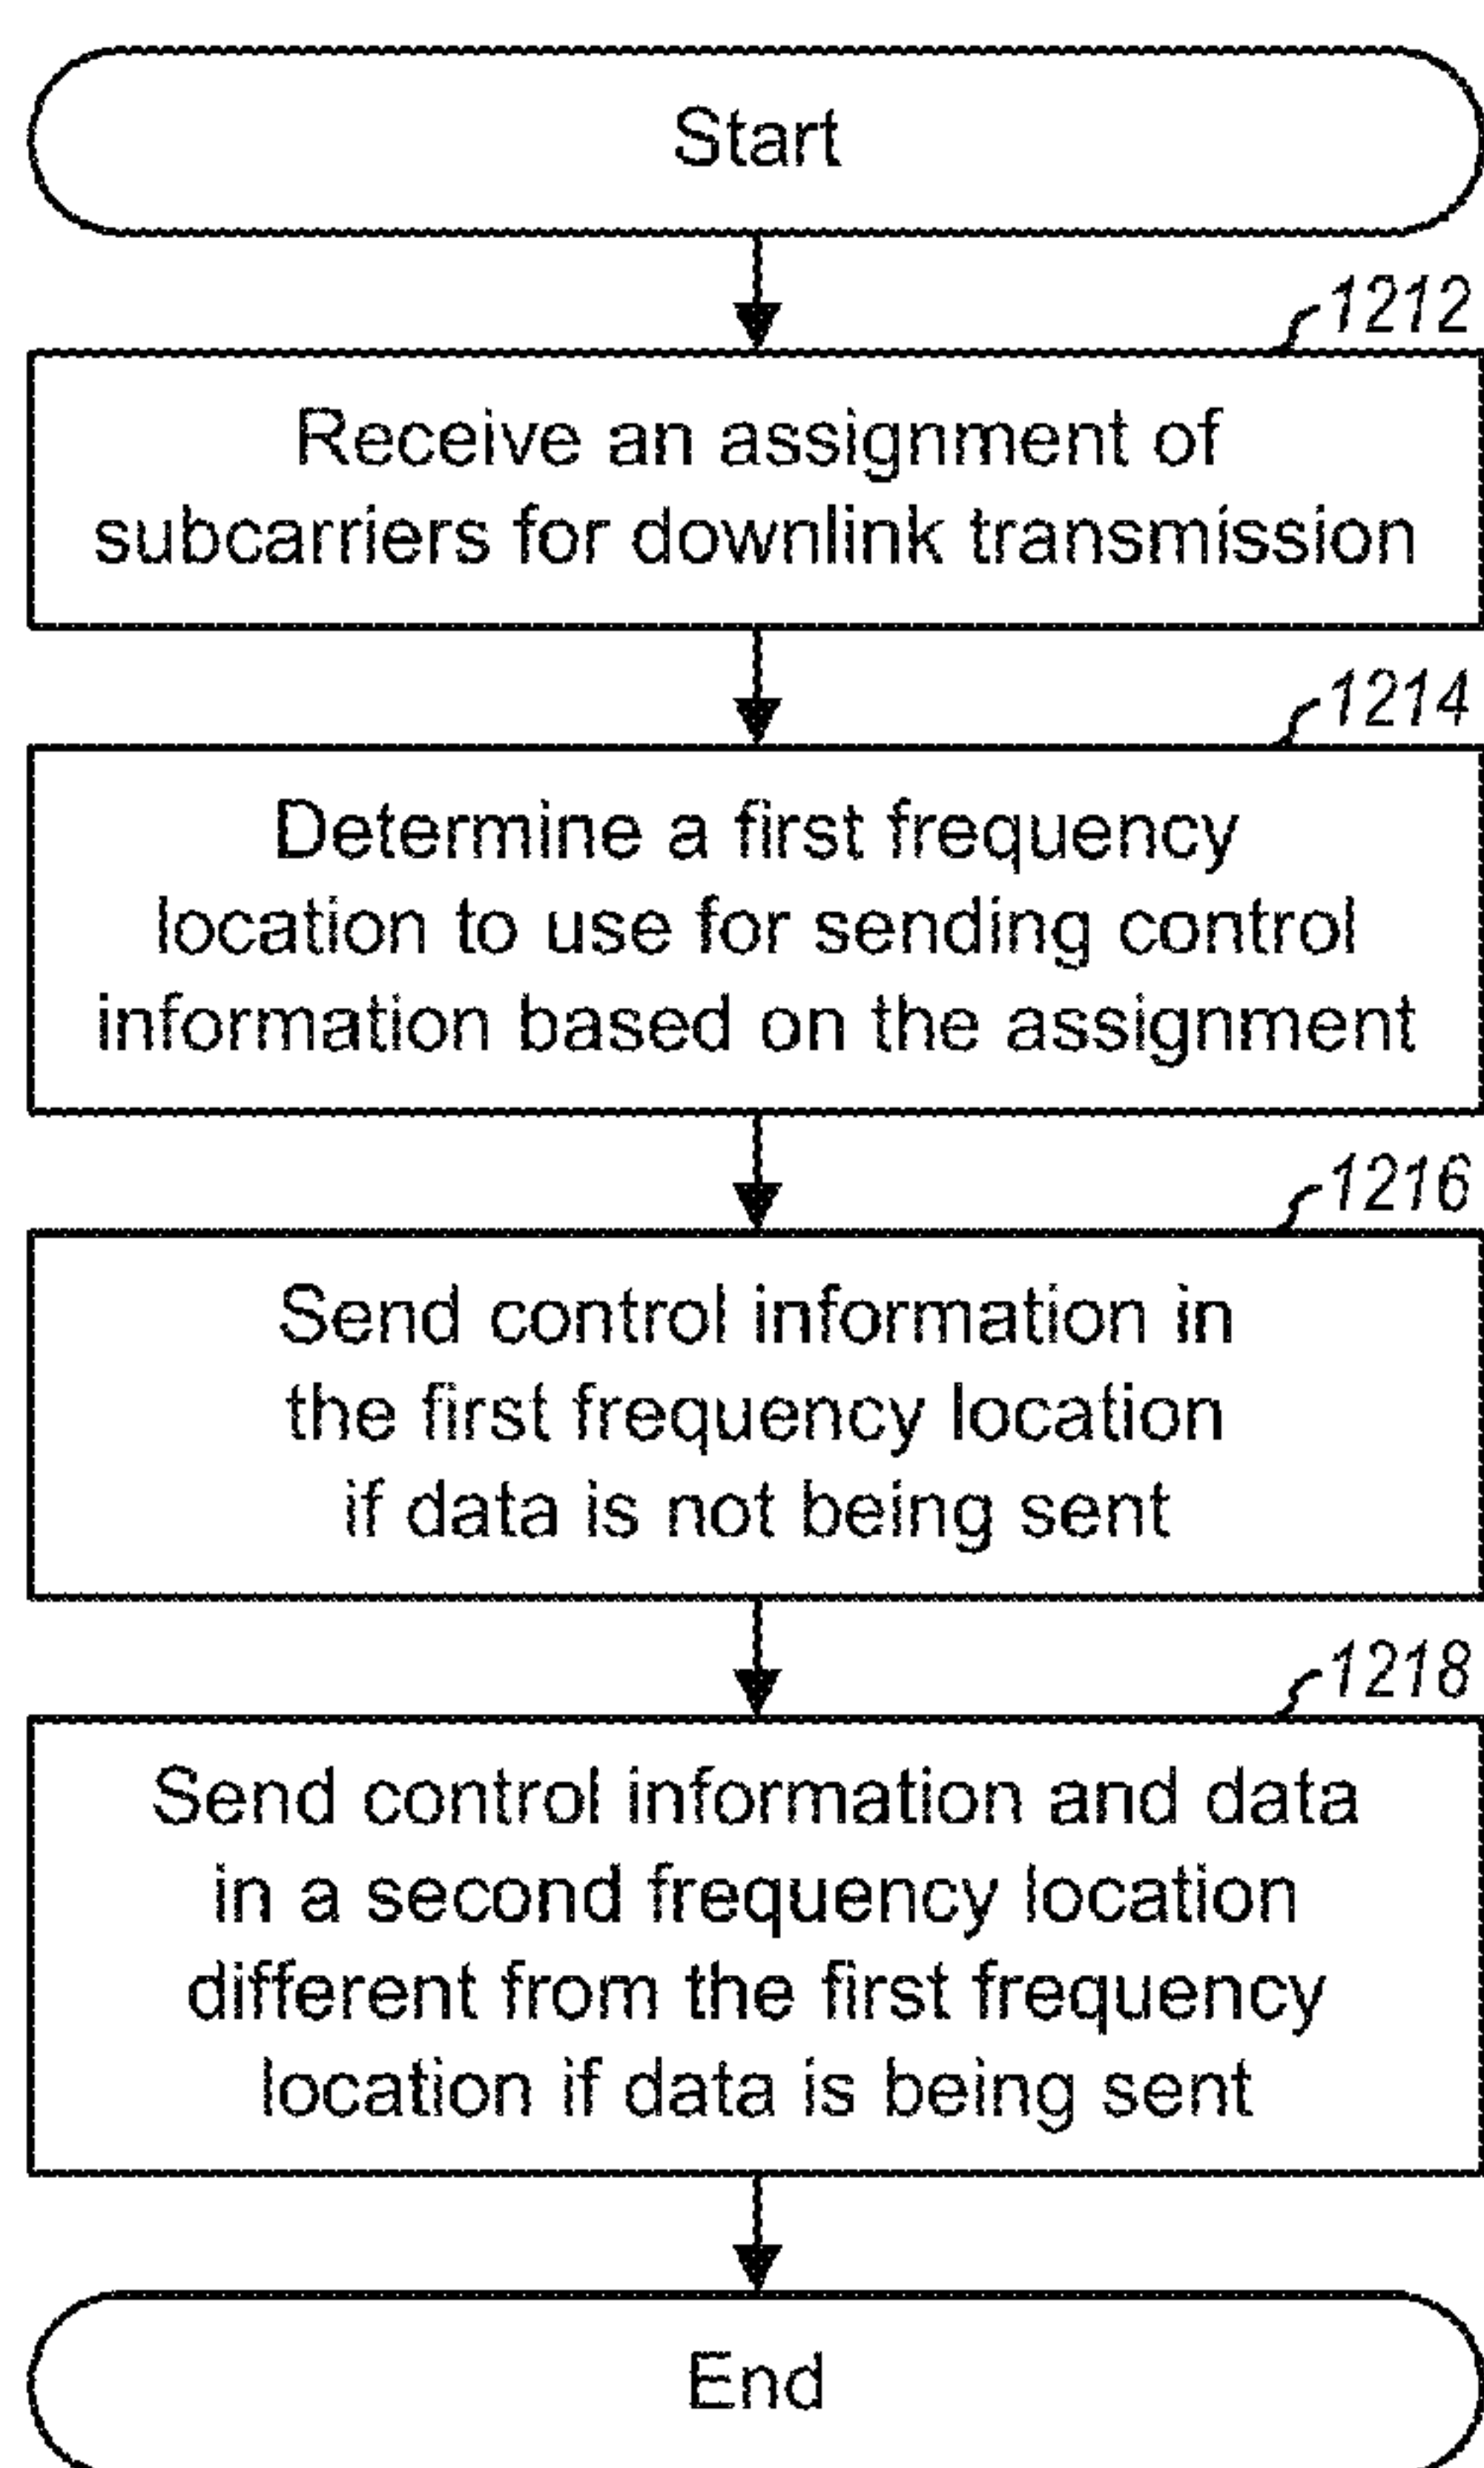 Start
1212
Receive an assignment of
subcarriers for downlink transmission
1214
Determine a first frequency
location to use for sending control
information based on the assignment
1216
Send control information in
the first frequency location
if data is not being sent
1218
Send control information and data
in a second frequency location
different from the first frequency
location if data is being sent
End